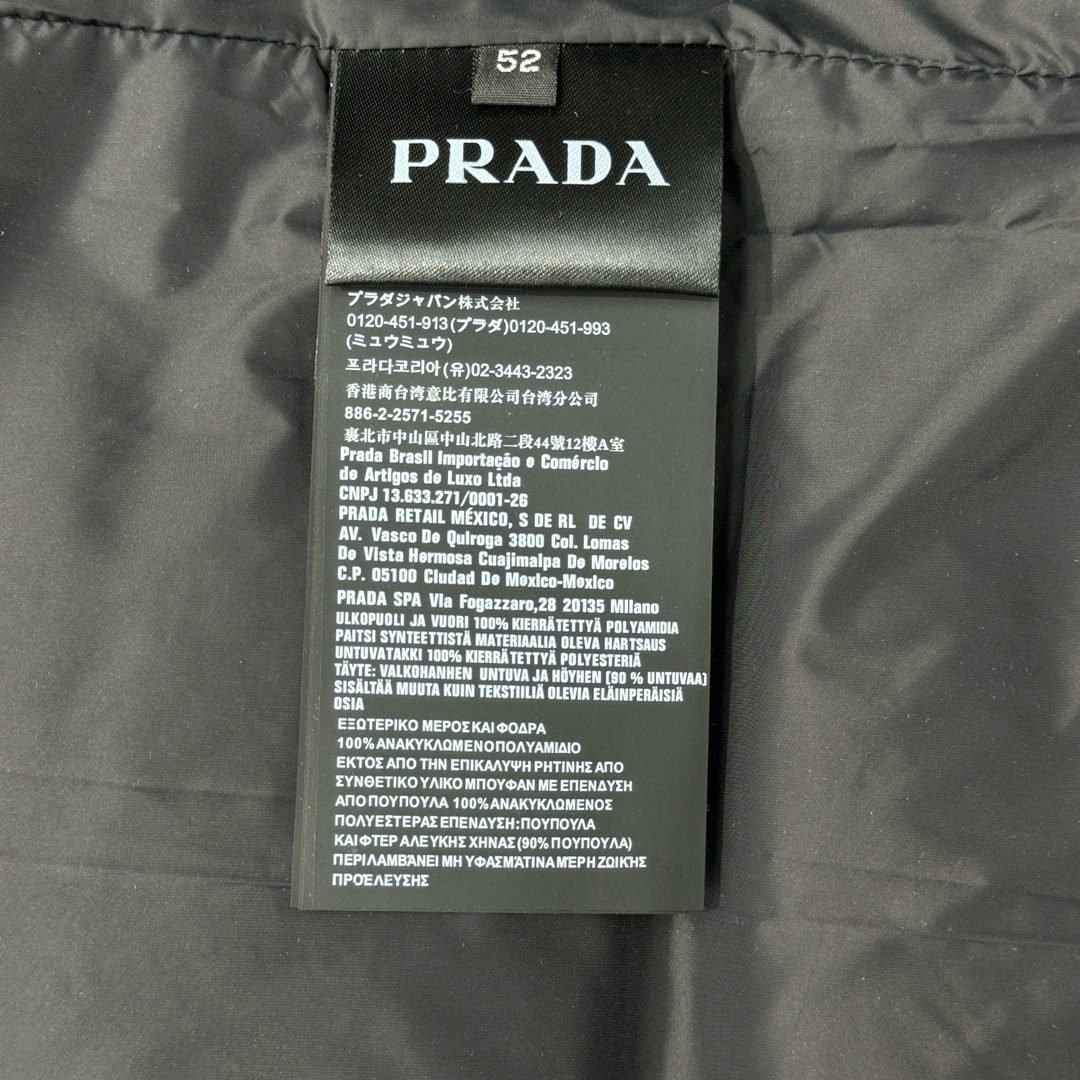 52
PRADA
プラダジャパン株式会社
0120-451-913(プラダ)0120-451-993
(ミュウミュウ)
프라다코리아(유)02-3443-2323
香港商台湾意比有限公司台湾分公司
886-2-2571-5255
裏北市中山區中山北路二段44號12樓A室
Prada Brasil Importação e Comércio
de Artigos de Luxo Ltda
CNPJ 13.633.271/0001-26
PRADA RETAIL MÉXICO, S DE RL DE CV
AV. Vasco De Quiroga 3800 Col. Lomas
De Vista Hermosa Cuajimalpa De Morelos
C.P. 05100 Ciudad De Mexico-Mexico
PRADA SPA Via Fogazzaro,28 20135 Milano
ULKOPUOLI JA VUORI 100% KIERRÄTETTYÄ POLYAMIDIA
PAITSI SYNTEETTISTÄ MATERIAALIA OLEVA HARTSAUS
UNTUVATAKKI 100% KIERRÄTETTYÄ POLYESTERIÄ
TÄYTE: VALKOHANHEN UNTUVA JA HÖYHEN (90 % UNTUVAA)
SISÄLTÄÄ MUUTA KUIN TEKSTIILIÄ OLEVIA ELÄINPERÄISIÄ
OSIA
ΕΞΩΤΕΡΙΚΟ ΜΕΡΟΣ ΚΑΙ ΦΟΔΡΑ
100% ΑΝΑΚΥΚΛΩΜΕΝΟ ΠΟΛΥΑΜΙΔΙΟ
ΕΚΤΟΣ ΑΠΟ ΤΗΝ ΕΠΙΚΑΛΥΨΗ ΡΗΤΙΝΗΣ ΑΠΟ
ΣΥΝΘΕΤΙΚΟ ΥΛΙΚΟ ΜΠΟΥΦΑΝ ΜΕ ΕΠΕΝΔΥΣΗ
ΑΠΟ ΠΟΥΠΟΥΛΑ 100% ΑΝΑΚΥΚΛΩΜΕΝΟΣ
ΠΟΛΥΕΣΤΕΡΑΣ ΕΠΕΝΔΥΣΗ:ΠΟΥΠΟΥΛΑ
ΚΑΙ ΦΤΕΡ ΑΛΕΥΚΗΣ ΧΗΝΑΣ(90% ΠΟΥΠΟΥΛΑ)
ΠΕΡΙΛΑΜΒΆΝΕΙ ΜΗ ΥΦΑΣΜΆΤΙΝΑ ΜΈΡΗ ΖΩΙΚΉΣ
ΠΡΟΈΛΕΥΣΗΣ